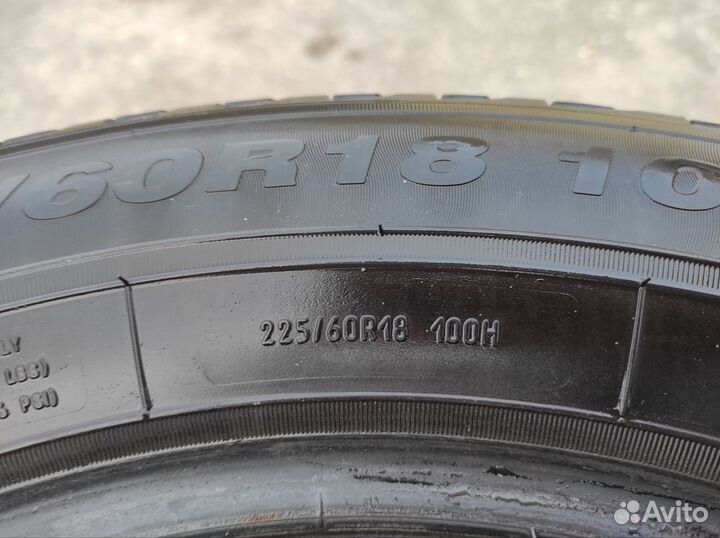 /60R18 10
225/60R18 100H
LY
LBS)
PSI)
Avito